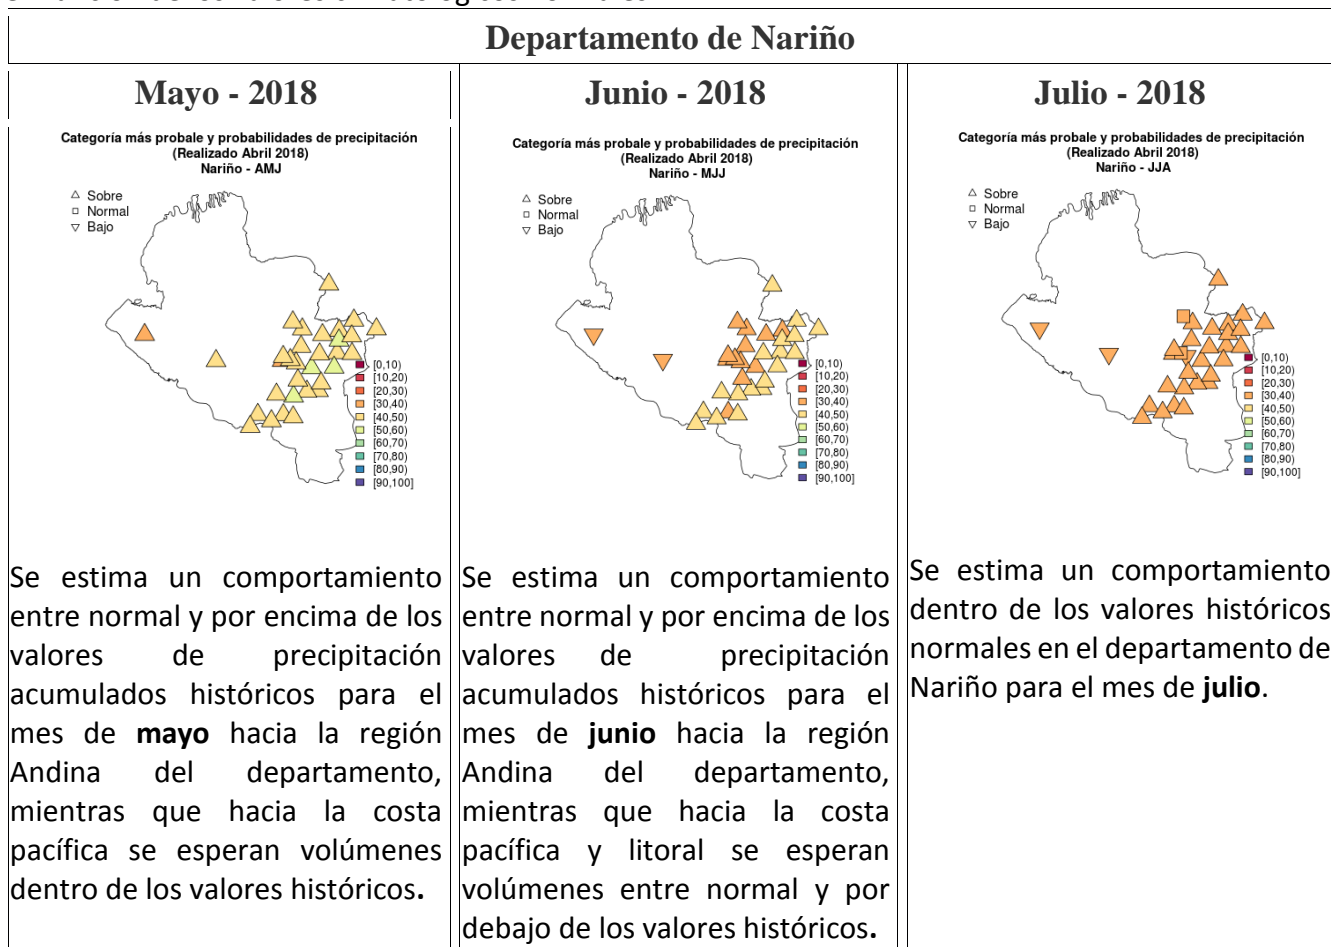 Departamento de Nariño
Mayo - 2018
Categoría más probale y probabilidades de precipitación
(Realizado Abril 2018)
Nariño - AMJ
Sobre
Normal
Bajo
[0,10)
[10,20)
[20,30)
[30,40)
[40,50)
[50,60)
[60,70)
[70,80)
[80,90)
[90,100]
Se estima un comportamiento
entre normal y por encima de los
valores de precipitación
acumulados históricos para el
mes de mayo hacia la región
Andina del departamento,
mientras que hacia la costa
pacífica se esperan volúmenes
dentro de los valores históricos.
Junio - 2018
Categoría más probale y probabilidades de precipitación
(Realizado Abril 2018)
Nariño - MJJ
Sobre
Normal
Bajo
[0,10)
[10,20)
[20,30)
[30,40)
[40,50)
[50,60)
[60,70)
[70,80)
[80,90)
[90,100]
Se estima un comportamiento
entre normal y por encima de los
valores de precipitación
acumulados históricos para el
mes de junio hacia la región
Andina del departamento,
mientras que hacia la costa
pacífica y litoral se esperan
volúmenes entre normal y por
debajo de los valores históricos.
Julio - 2018
Categoría más probale y probabilidades de precipitación
(Realizado Abril 2018)
Nariño - JJA
Sobre
Normal
Bajo
[0,10)
[10,20)
[20,30)
[30,40)
[40,50)
[50,60)
[60,70)
[70,80)
[80,90)
[90,100]
Se estima un comportamiento
dentro de los valores históricos
normales en el departamento de
Nariño para el mes de julio.